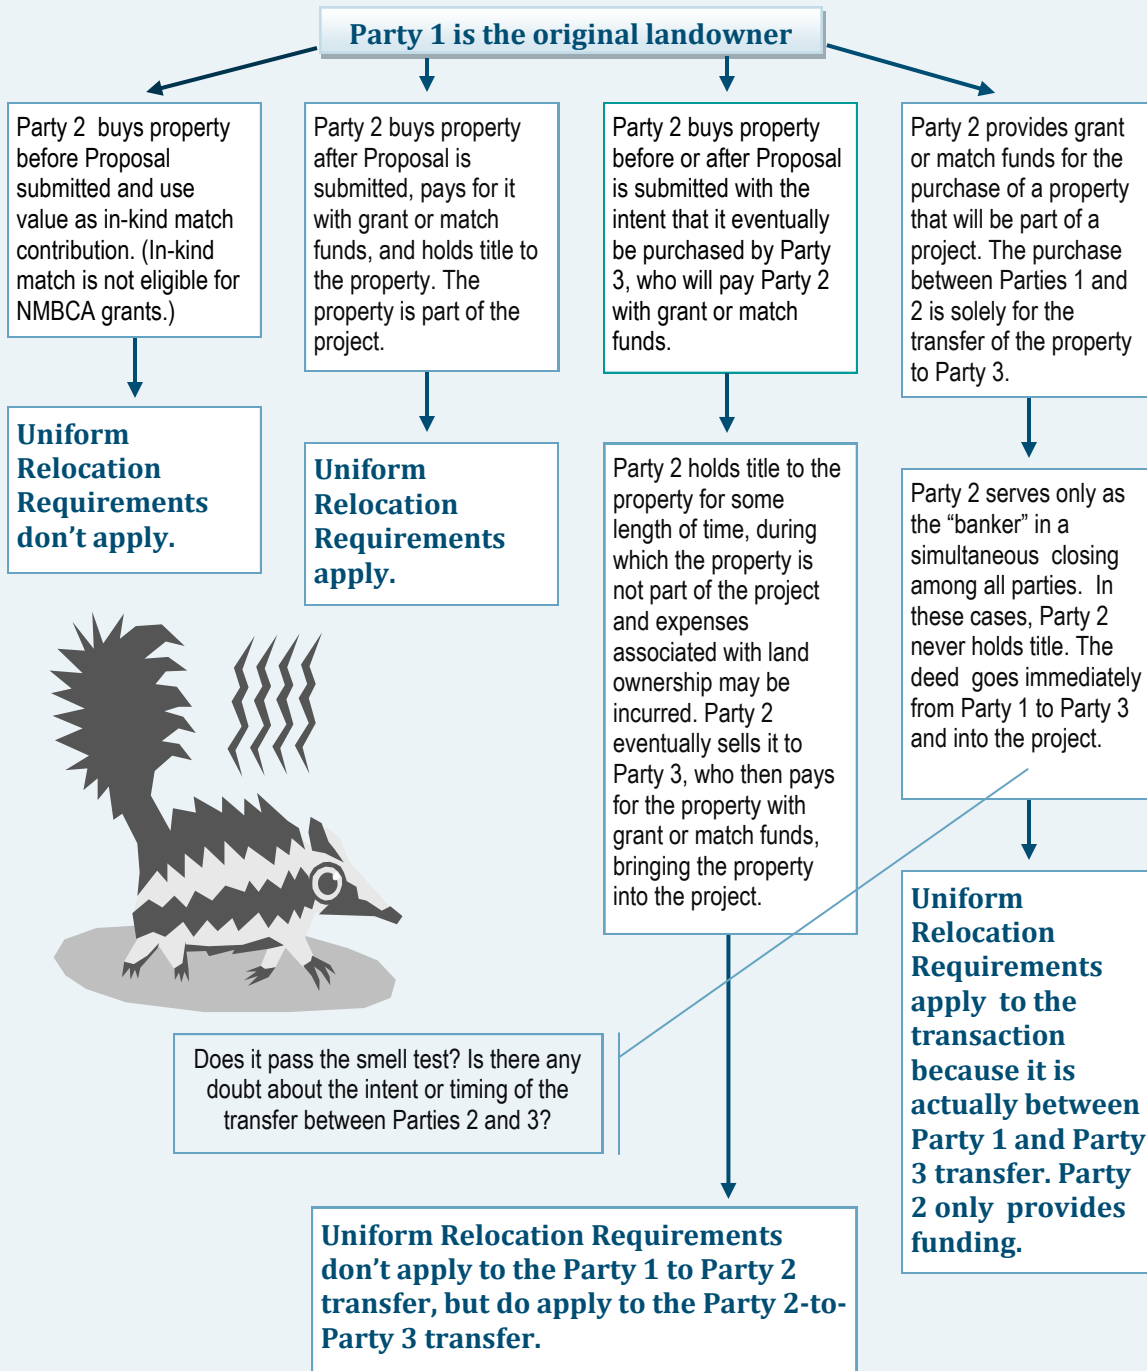 Party 1 is the original landowner
Party 2 buys property
before Proposal
submitted and use
value as in-kind match
contribution. (In-kind
match is not eligible for
NMBCA grants.)
Uniform
Relocation
Requirements
don’t apply.
Party 2 buys property
after Proposal is
submitted, pays for it
with grant or match
funds, and holds title to
the property. The
property is part of the
project.
Uniform
Relocation
Requirements
apply.
Party 2 buys property
before or after Proposal
is submitted with the
intent that it eventually
be purchased by Party
3, who will pay Party 2
with grant or match
funds.
Party 2 holds title to the
property for some
length of time, during
which the property is
not part of the project
and expenses
associated with land
ownership may be
incurred. Party 2
eventually sells it to
Party 3, who then pays
for the property with
grant or match funds,
bringing the property
into the project.
Uniform Relocation Requirements
don’t apply to the Party 1 to Party 2
transfer, but do apply to the Party 2-to-
Party 3 transfer.
Party 2 provides grant
or match funds for the
purchase of a property
that will be part of a
project. The purchase
between Parties 1 and
2 is solely for the
transfer of the property
to Party 3.
Party 2 serves only as
the “banker” in a
simultaneous closing
among all parties. In
these cases, Party 2
never holds title. The
deed goes immediately
from Party 1 to Party 3
and into the project.
Uniform
Relocation
Requirements
apply to the
transaction
because it is
actually between
Party 1 and Party
3 transfer. Party
2 only provides
funding.
Does it pass the smell test? Is there any
doubt about the intent or timing of the
transfer between Parties 2 and 3?